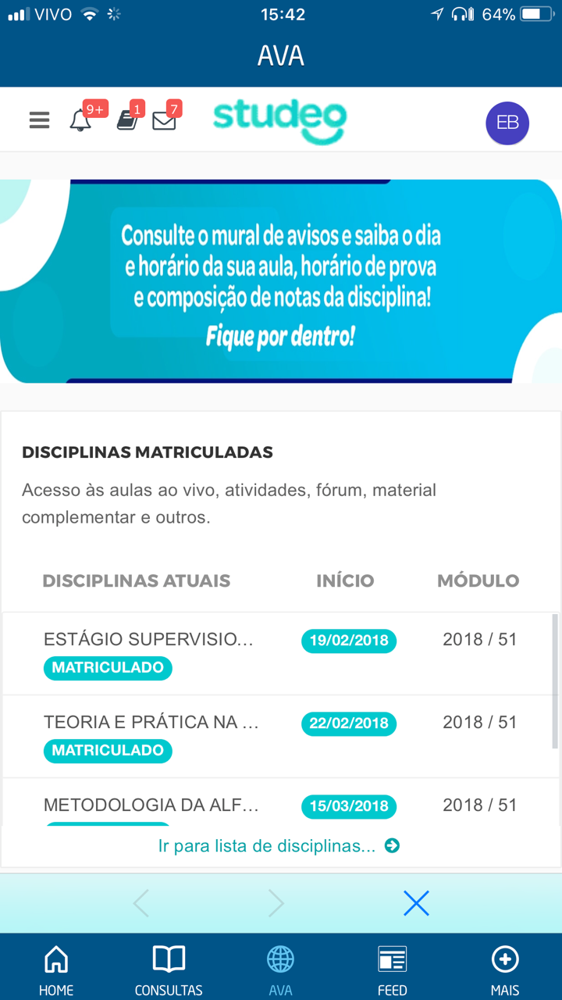 VIVO 15:42 64%
AVA
9+ 1 7 studeo EB
Consulte o mural de avisos e saiba o dia
e horário da sua aula, horário de prova
e composição de notas da disciplina!
Fique por dentro!
DISCIPLINAS MATRICULADAS
Acesso às aulas ao vivo, atividades, fórum, material
complementar e outros.
DISCIPLINAS ATUAIS INÍCIO MÓDULO
ESTÁGIO SUPERVISIO... 19/02/2018 2018 / 51
MATRICULADO
TEORIA E PRÁTICA NA ... 22/02/2018 2018 / 51
MATRICULADO
METODOLOGIA DA ALF... 15/03/2018 2018 / 51
Ir para lista de disciplinas...
HOME CONSULTAS AVA FEED MAIS